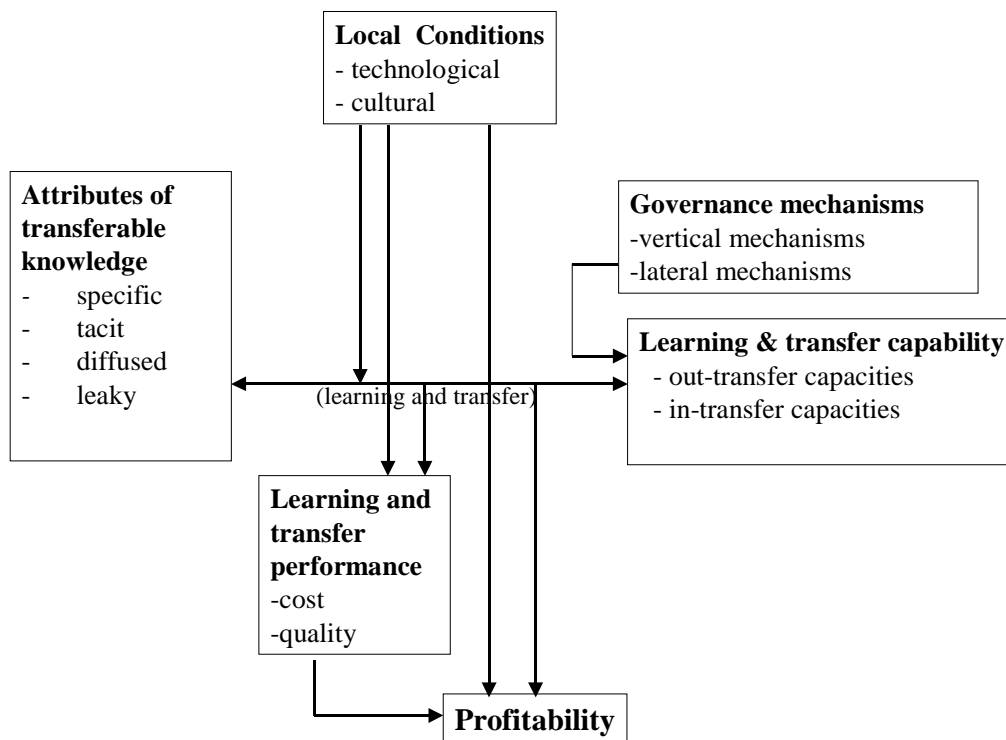 Local Conditions
- technological
- cultural
Attributes of
transferable
knowledge
- specific
- tacit
- diffused
- leaky
Governance mechanisms
-vertical mechanisms
-lateral mechanisms
Learning & transfer capability
- out-transfer capacities
- in-transfer capacities
(learning and transfer)
Learning and
transfer
performance
-cost
-quality
Profitability